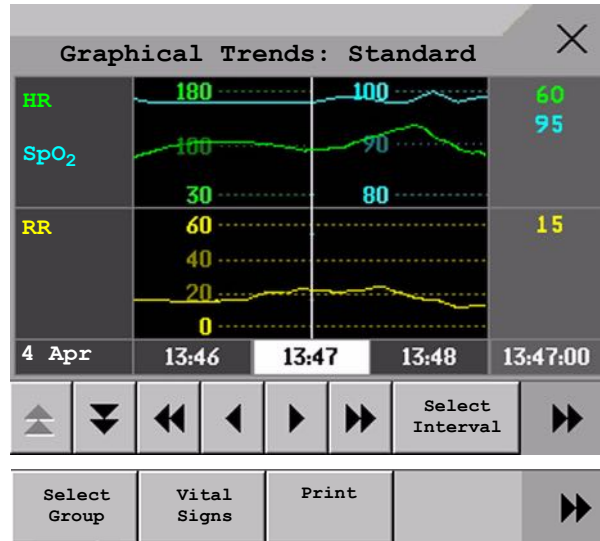 Graphical Trends: Standard
HR
180
100
60
SpO₂
100
90
95
30
80
RR
60
15
40
20
0
4 Apr
13:46
13:47
13:48
13:47:00
Select
Interval
Select
Group
Vital
Signs
Print